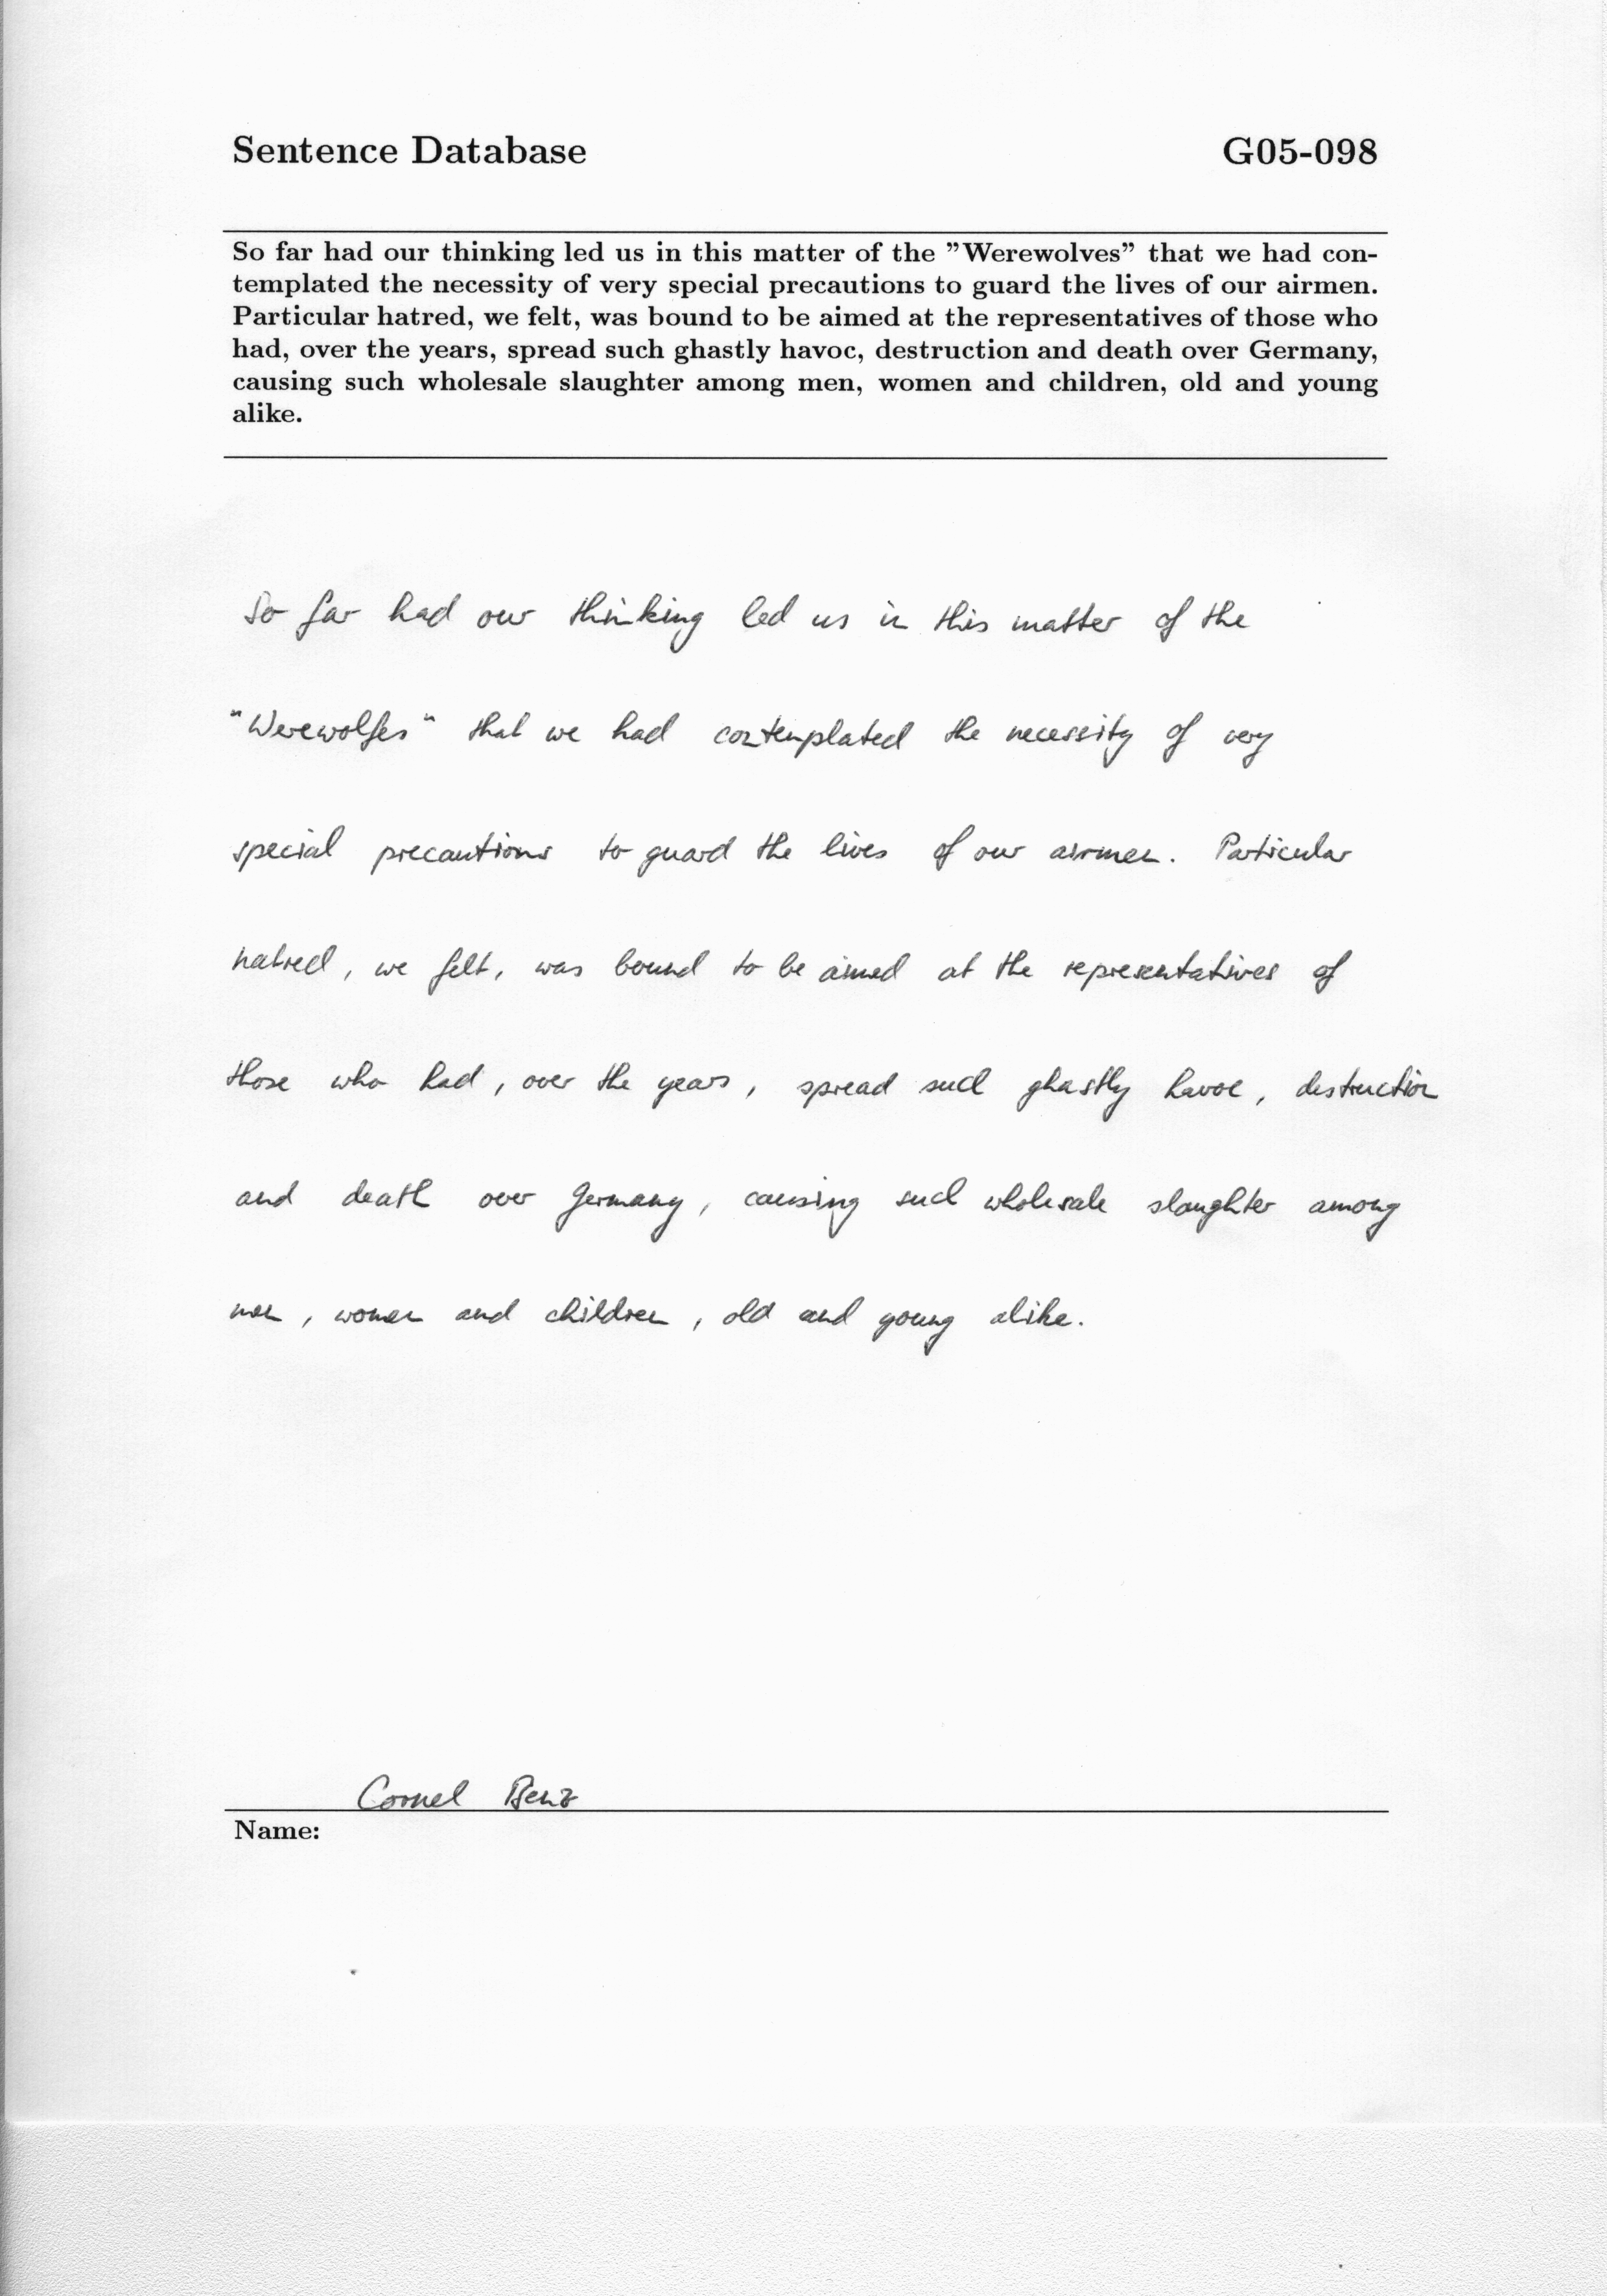 Sentence Database G05-098
So far had our thinking led us in this matter of the ”Werewolves” that we had con-
templated the necessity of very special precautions to guard the lives of our airmen.
Particular hatred, we felt, was bound to be aimed at the representatives of those who
had, over the years, spread such ghastly havoc, destruction and death over Germany,
causing such wholesale slaughter among men, women and children, old and young
alike.
So far had our thinking led us in this matter of the
"Werewolfes" that we had contemplated the necessity of very
special precautions to guard the lives of our airmen. Particular
hatred, we felt, was bound to be aimed at the representatives of
those who had, over the years, spread such ghastly havoc, destruction
and death over Germany, causing such wholesale slaughter among
men, women and children, old and young alike.
Cornel Benz
Name: